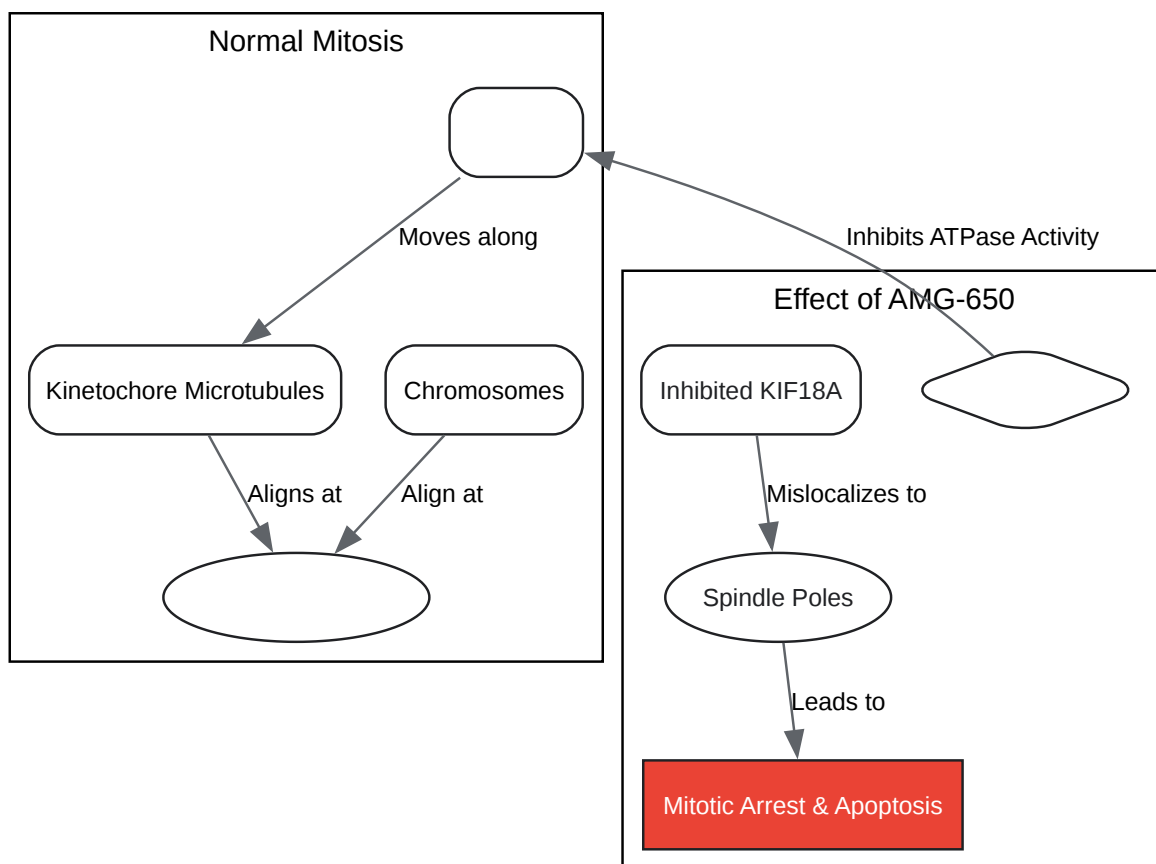 Normal Mitosis
Moves along
Inhibits ATPase Activity
Effect of AMG-650
Kinetochore Microtubules
Chromosomes
Inhibited KIF18A
Aligns at
Align at
Mislocalizes to
Spindle Poles
Leads to
Mitotic Arrest & Apoptosis